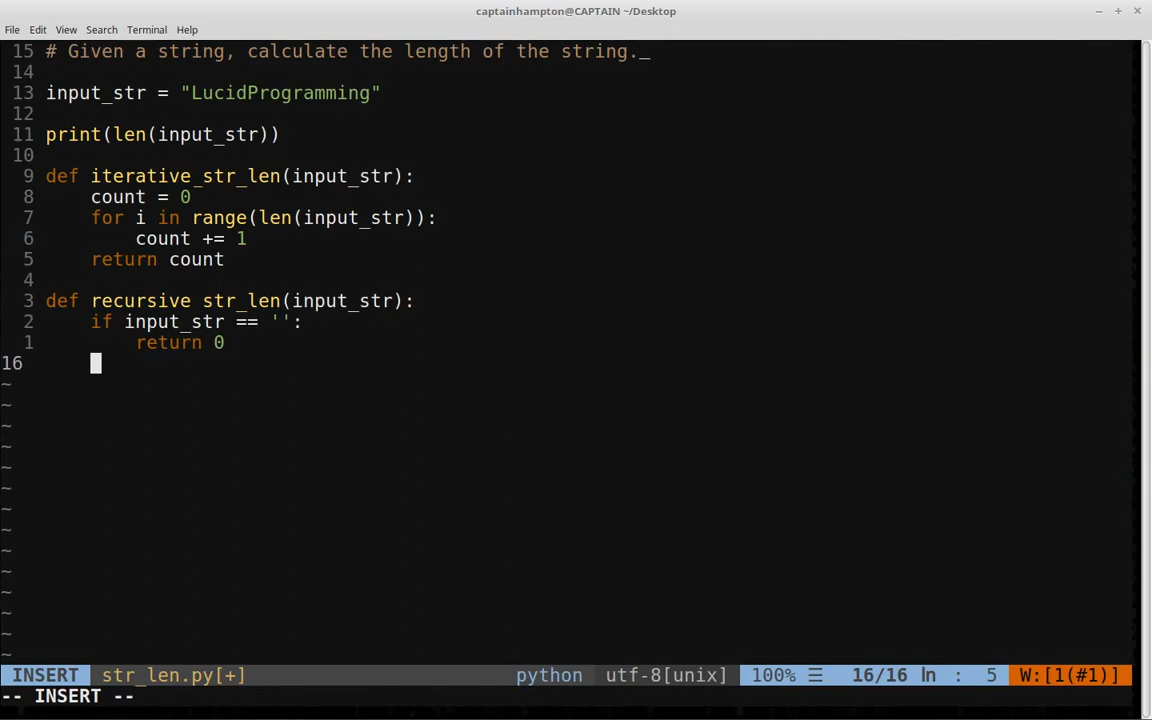 captainhampton@CAPTAIN ~/Desktop
File Edit View Search Terminal Help
15 # Given a string, calculate the length of the string._
14
13 input_str = "LucidProgramming"
12
11 print(len(input_str))
10
9 def iterative_str_len(input_str):
8     count = 0
7     for i in range(len(input_str)):
6         count += 1
5     return count
4
3 def recursive str_len(input_str):
2     if input_str == '':
1         return 0
16
~
~
~
~
~
~
~
~
~
~
~
~
~
~
INSERT str_len.py[+] python utf-8[unix] 100% ☰ 16/16 ln : 5 W:[1(#1)]
-- INSERT --